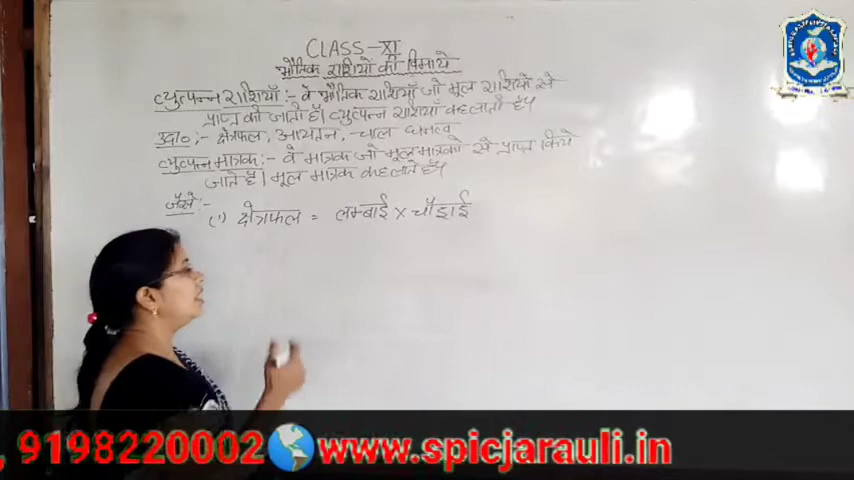 CLASS-XI
भौतिक राशियों की विमायें
व्युत्पन्न राशियाँ :- वे भौतिक राशियाँ जो मूल राशियों से
प्राप्त की जाती हैं। व्युत्पन्न राशियाँ कहलाती हैं।
उदा० :- क्षेत्रफल, आयतन, चाल घनत्व
व्युत्पन्न मात्रक :- वे मात्रक जो मूल मात्रकों से प्राप्त किये
जाते हैं। मूल मात्रक कहलाते हैं।
जैसे :-
(1) क्षेत्रफल = लम्बाई x चौड़ाई
, 9198220002 www.spicjarauli.in